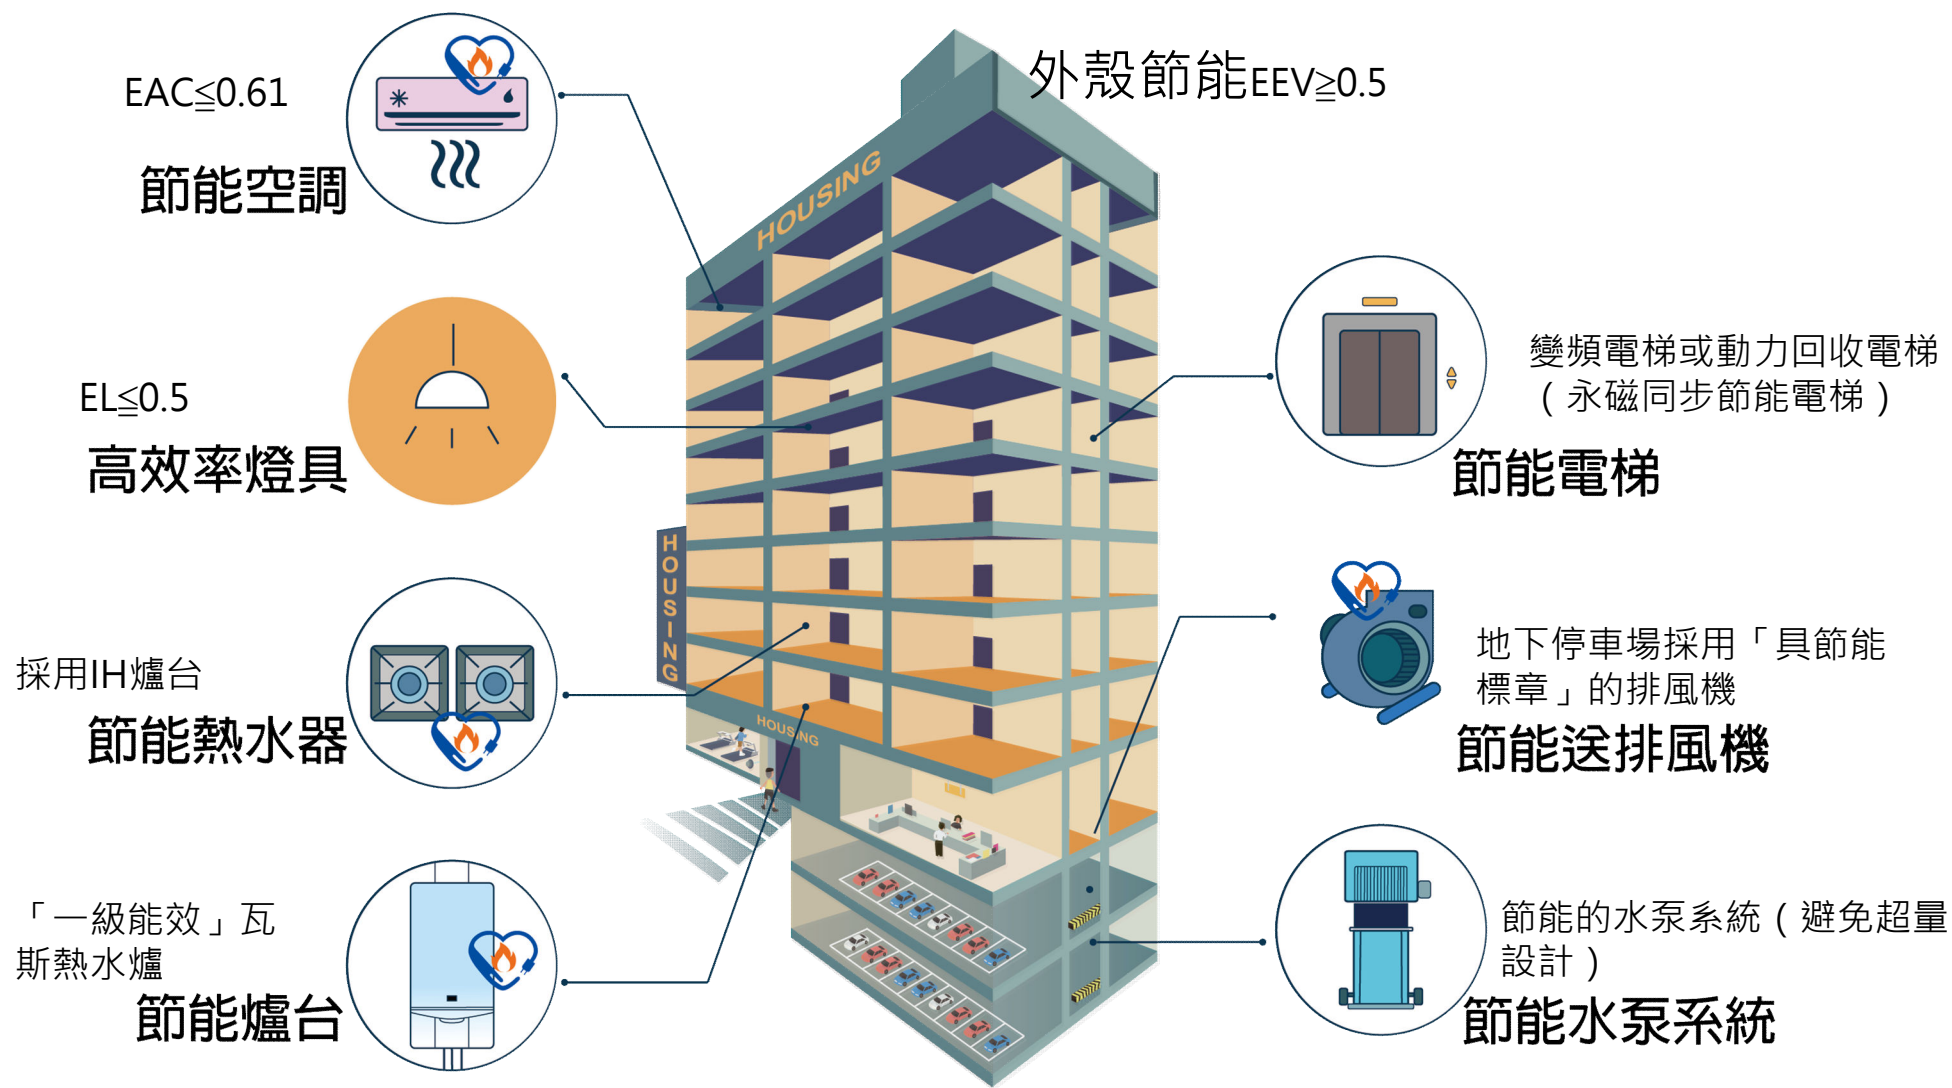 EAC≦0.61
節能空調
EL≦0.5
高效率燈具
採用IH爐台
節能熱水器
「一級能效」瓦
斯熱水爐
節能爐台
外殼節能EEV≧0.5
HOUSING
HOUSING
HOUSING
變頻電梯或動力回收電梯
（永磁同步節能電梯）
節能電梯
地下停車場採用「具節能
標章」的排風機
節能送排風機
節能的水泵系統（避免超量
設計）
節能水泵系統